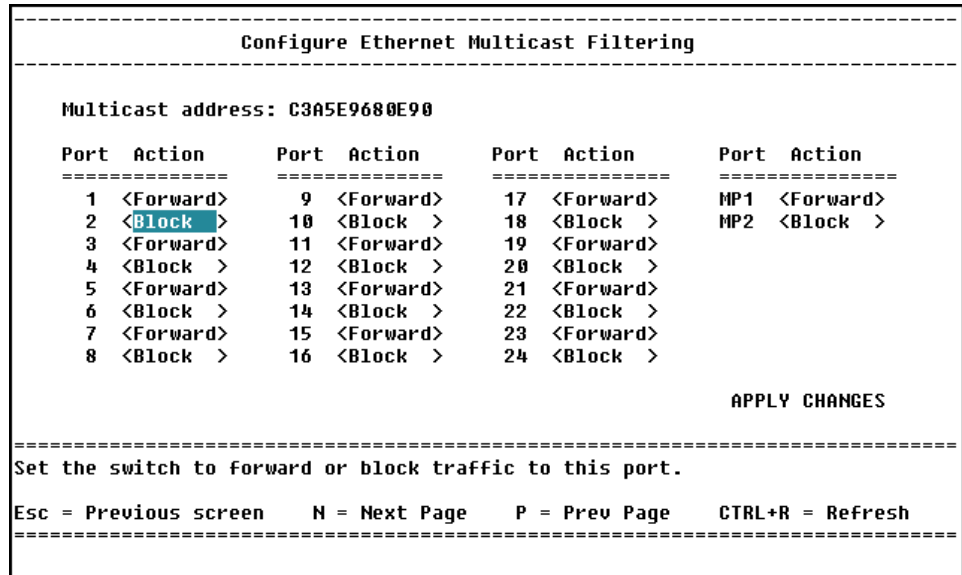 Configure Ethernet Multicast Filtering
Multicast address: C3A5E9680E90
Port Action Port Action Port Action Port Action
1 <Forward> 9 <Forward> 17 <Forward> MP1 <Forward>
2 <Block > 10 <Block > 18 <Block > MP2 <Block >
3 <Forward> 11 <Forward> 19 <Forward>
4 <Block > 12 <Block > 20 <Block >
5 <Forward> 13 <Forward> 21 <Forward>
6 <Block > 14 <Block > 22 <Block >
7 <Forward> 15 <Forward> 23 <Forward>
8 <Block > 16 <Block > 24 <Block >
APPLY CHANGES
Set the switch to forward or block traffic to this port.
Esc = Previous screen N = Next Page P = Prev Page CTRL+R = Refresh